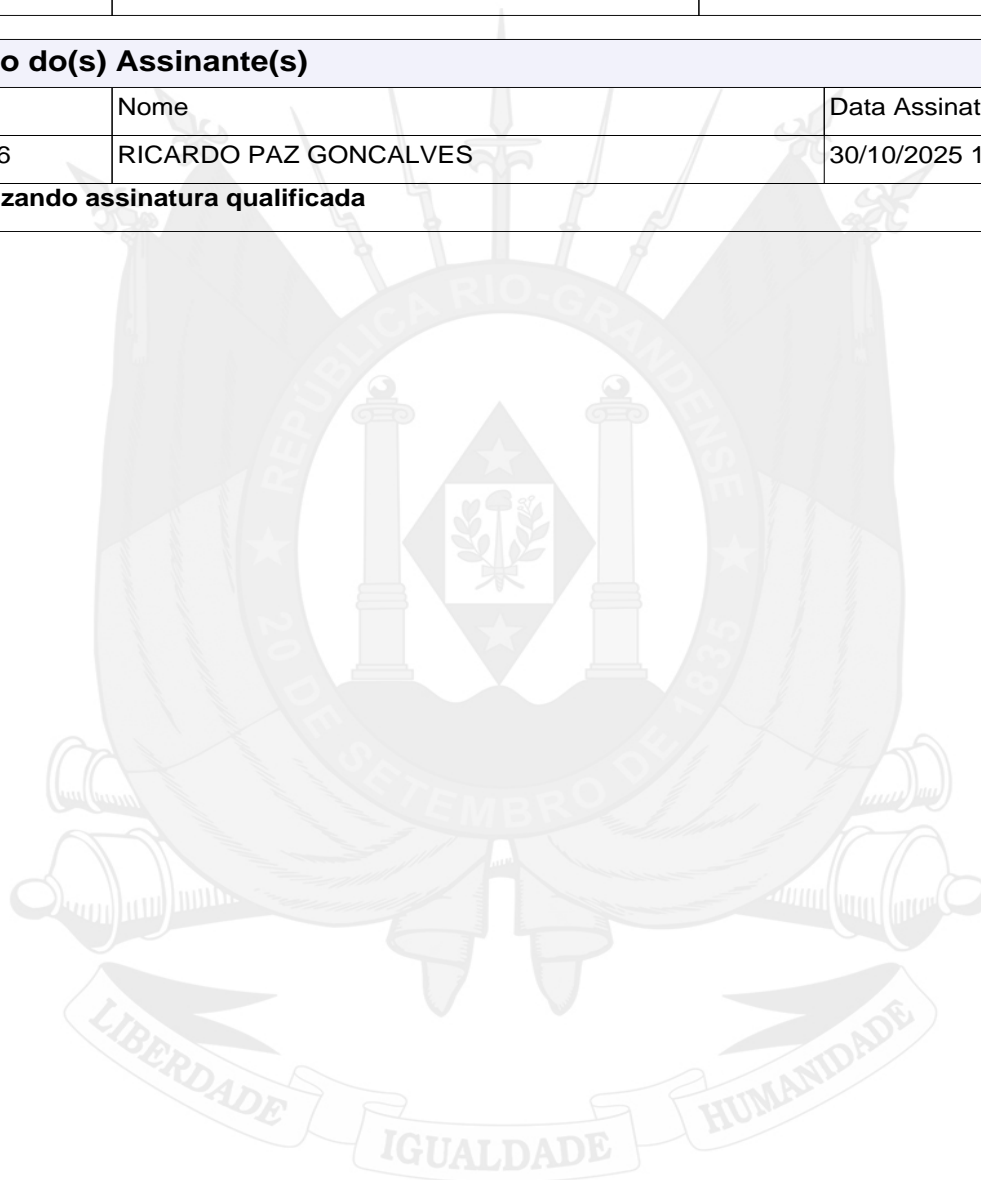 o do(s) Assinante(s)
Nome
Data Assinat
6
RICARDO PAZ GONCALVES
30/10/2025 1
zando assinatura qualificada
REPÚBLICA RIO-GRANDENSE
20 DE SETEMBRO DE 1835
LIBERDADE
IGUALDADE
HUMANIDADE